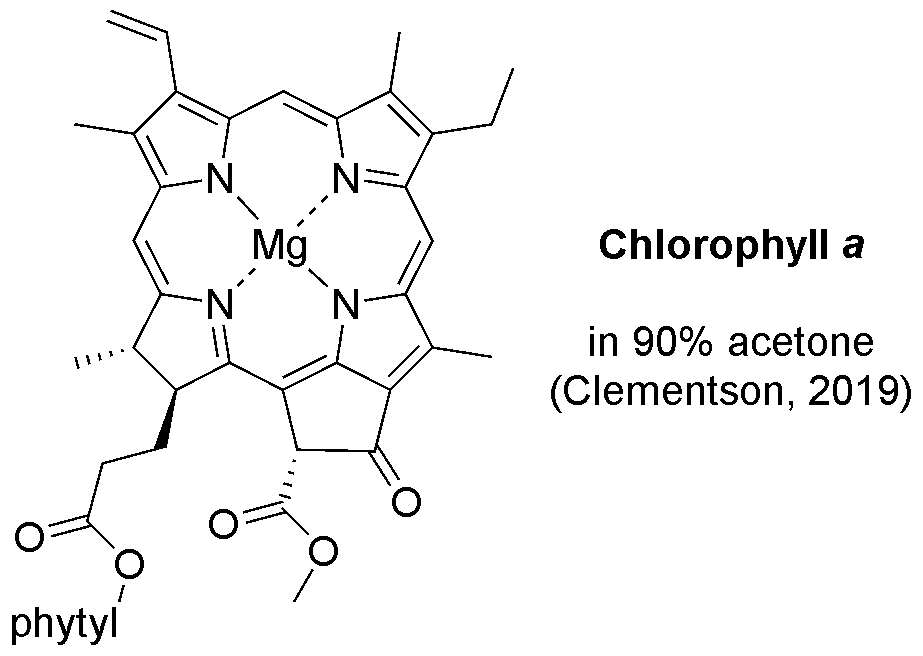 N N
Mg
N N
Chlorophyll a
in 90% acetone
(Clementson, 2019)
O
O
O
O
O
phytyl